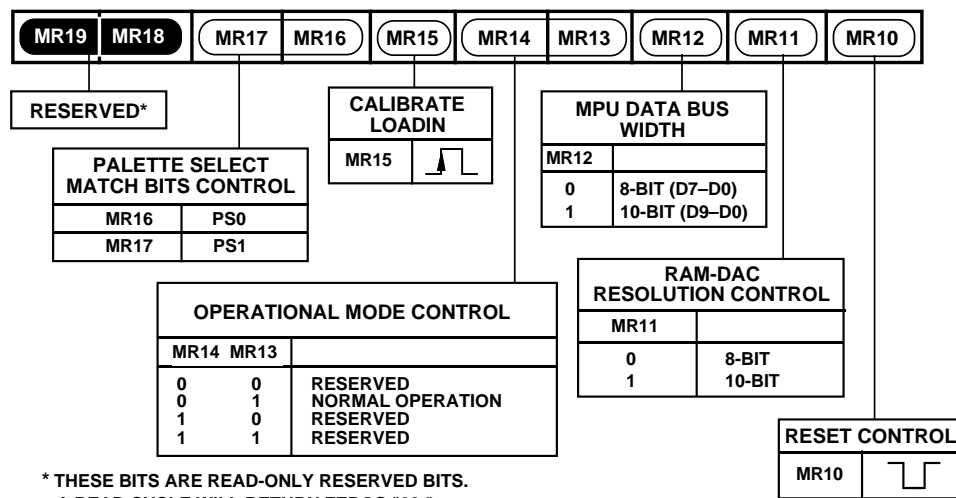 MR19 MR18 MR17 MR16 MR15 MR14 MR13 MR12 MR11 MR10
RESERVED*
PALETTE SELECT
MATCH BITS CONTROL
MR16 PS0
MR17 PS1
CALIBRATE
LOADIN
MR15
MPU DATA BUS
WIDTH
MR12
0 8-BIT (D7–D0)
1 10-BIT (D9–D0)
OPERATIONAL MODE CONTROL
MR14 MR13
0 0 RESERVED
0 1 NORMAL OPERATION
1 0 RESERVED
1 1 RESERVED
RAM-DAC
RESOLUTION CONTROL
MR11
0 8-BIT
1 10-BIT
RESET CONTROL
MR10
* THESE BITS ARE READ-ONLY RESERVED BITS.